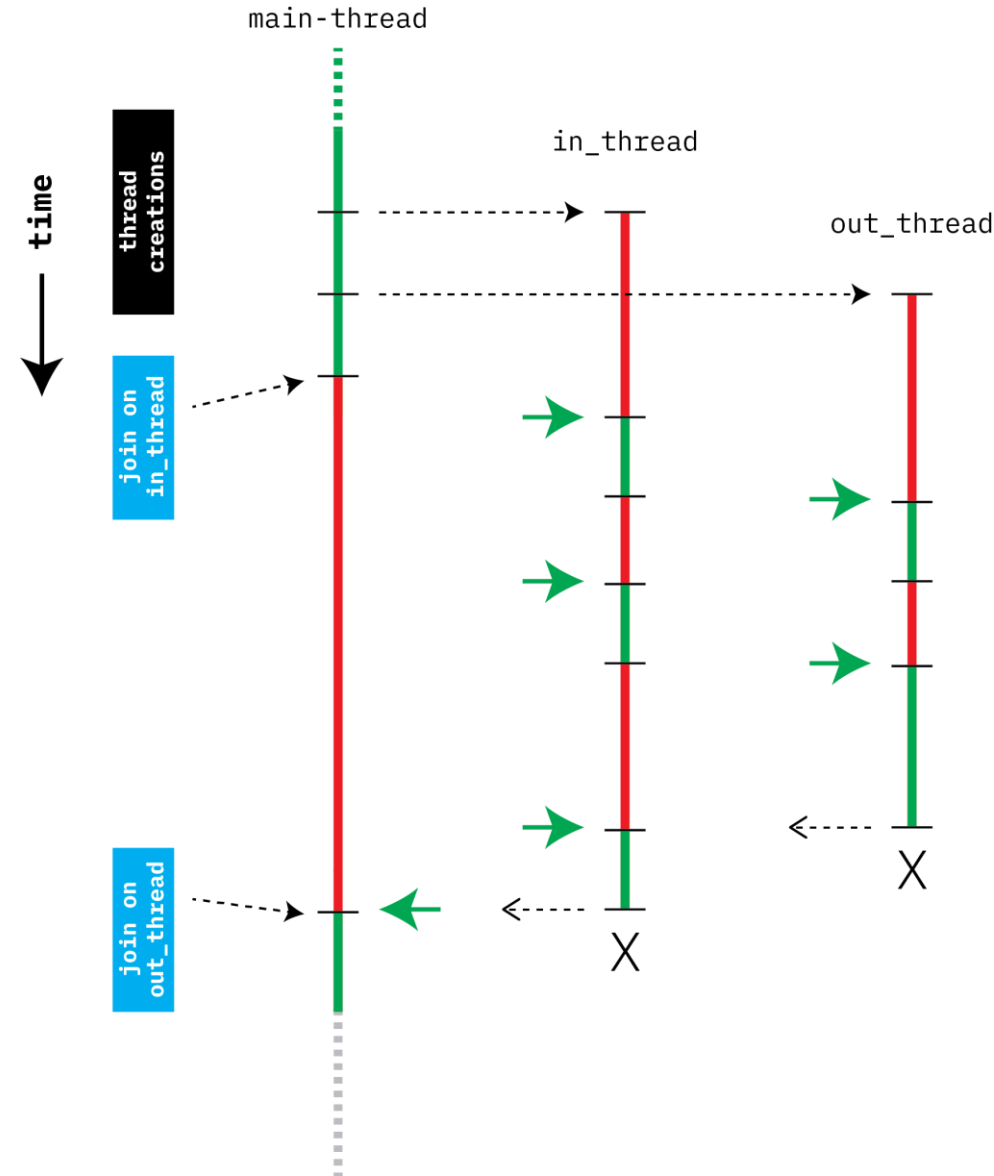 main-thread
in_thread
out_thread
time
thread
creations
join on
in_thread
join on
out_thread
X
X